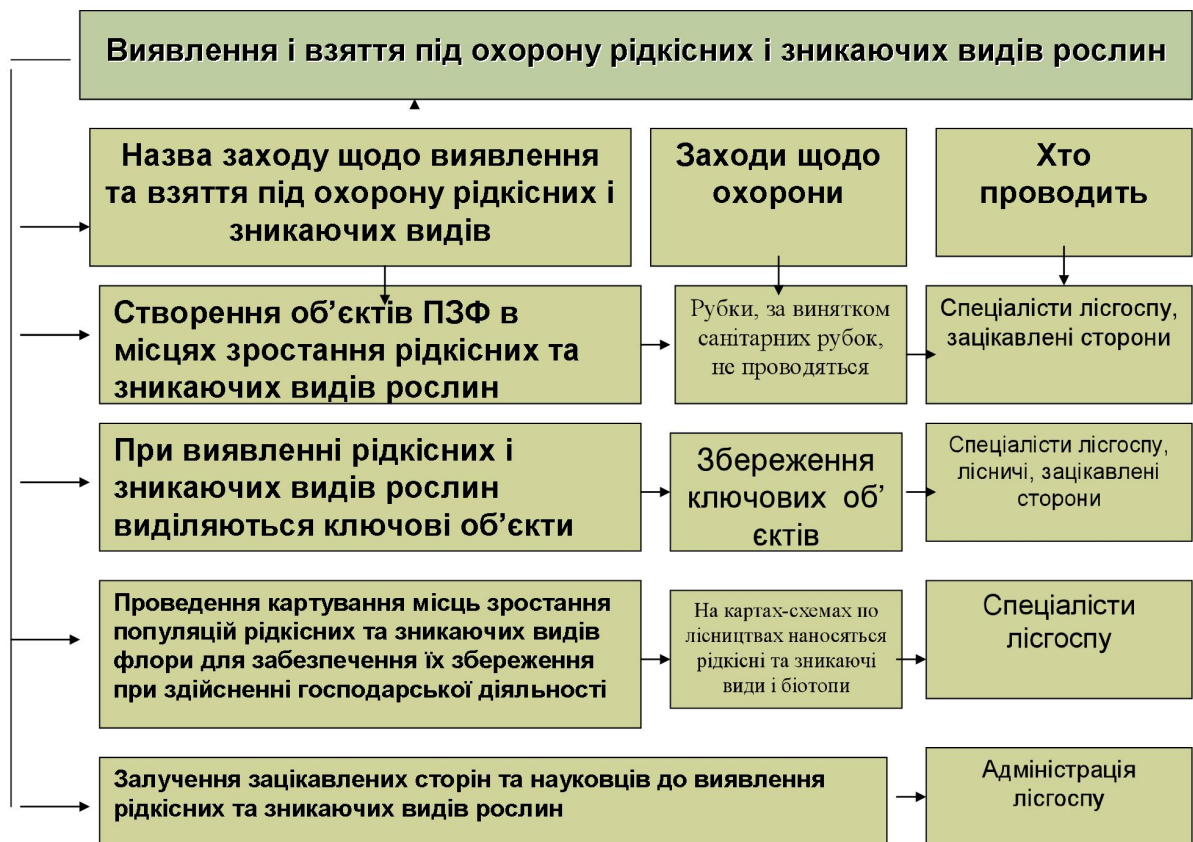 Виявлення і взяття під охорону рідкісних і зникаючих видів рослин
Назва заходу щодо виявлення
та взяття під охорону рідкісних і
зникаючих видів
Заходи щодо
охорони
Хто
проводить
Створення об’єктів ПЗФ в
місцях зростання рідкісних та
зникаючих видів рослин
Рубки, за винятком
санітарних рубок,
не проводяться
Спеціалісти лісгоспу,
зацікавлені сторони
При виявленні рідкісних і
зникаючих видів рослин
виділяються ключові об’єкти
Збереження
ключових об’
єктів
Спеціалісти лісгоспу,
лісничі, зацікавлені
сторони
Проведення картування місць зростання
популяцій рідкісних та зникаючих видів
флори для забезпечення їх збереження
при здійсненні господарської діяльності
На картах-схемах по
лісництвах наносяться
рідкісні та зникаючі
види і біотопи
Спеціалісти
лісгоспу
Залучення зацікавлених сторін та науковців до виявлення
рідкісних та зникаючих видів рослин
Адміністрація
лісгоспу